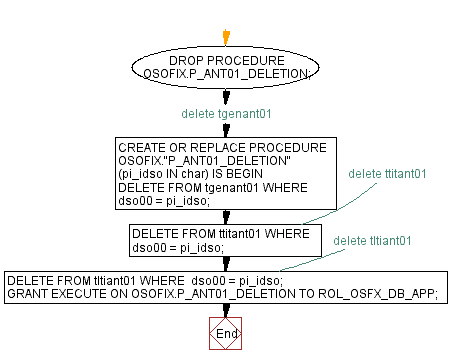 DROP PROCEDURE
OSOFIX.P_ANT01_DELETION;
delete tgenant01
CREATE OR REPLACE PROCEDURE
OSOFIX."P_ANT01_DELETION"
(pi_idso IN char) IS BEGIN
DELETE FROM tgenant01 WHERE
dso00 = pi_idso;
delete ttitant01
DELETE FROM ttitant01 WHERE
dso00 = pi_idso;
delete tltiant01
DELETE FROM tltiant01 WHERE dso00 = pi_idso;
GRANT EXECUTE ON OSOFIX.P_ANT01_DELETION TO ROL_OSFX_DB_APP;
End